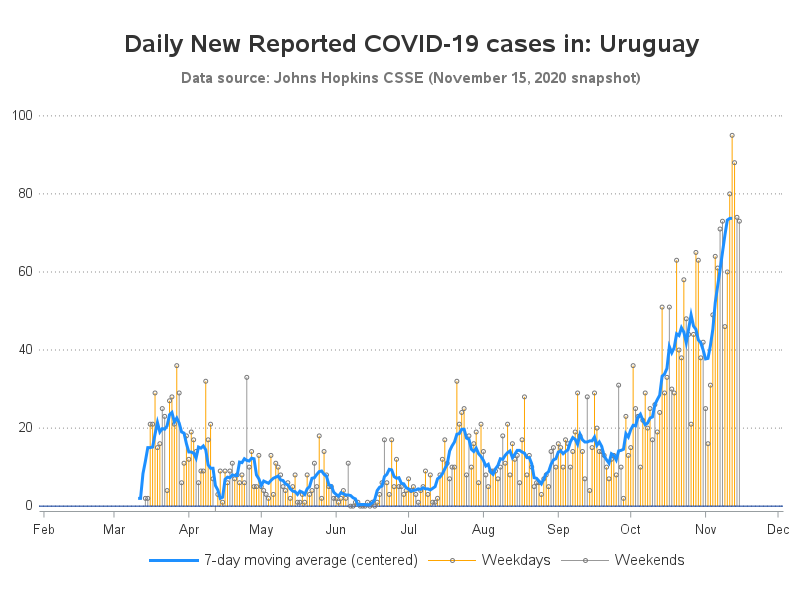 Daily New Reported COVID-19 cases in: Uruguay
Data source: Johns Hopkins CSSE (November 15, 2020 snapshot)
100
80
60
40
20
0
Feb Mar Apr May Jun Jul Aug Sep Oct Nov Dec
7-day moving average (centered) Weekdays Weekends